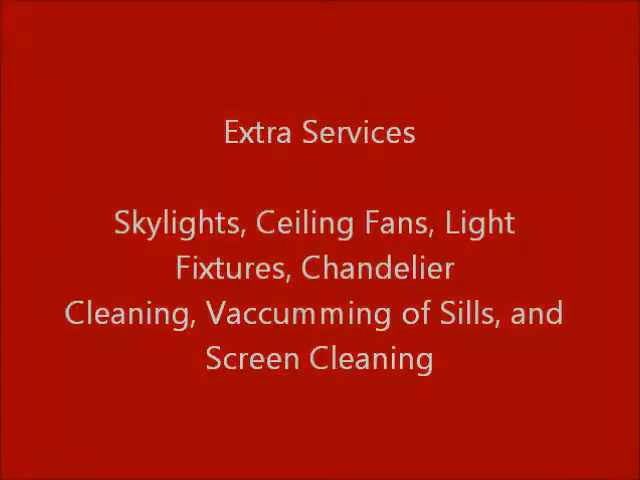 Extra Services
Skylights, Ceiling Fans, Light
Fixtures, Chandelier
Cleaning, Vaccumming of Sills, and
Screen Cleaning